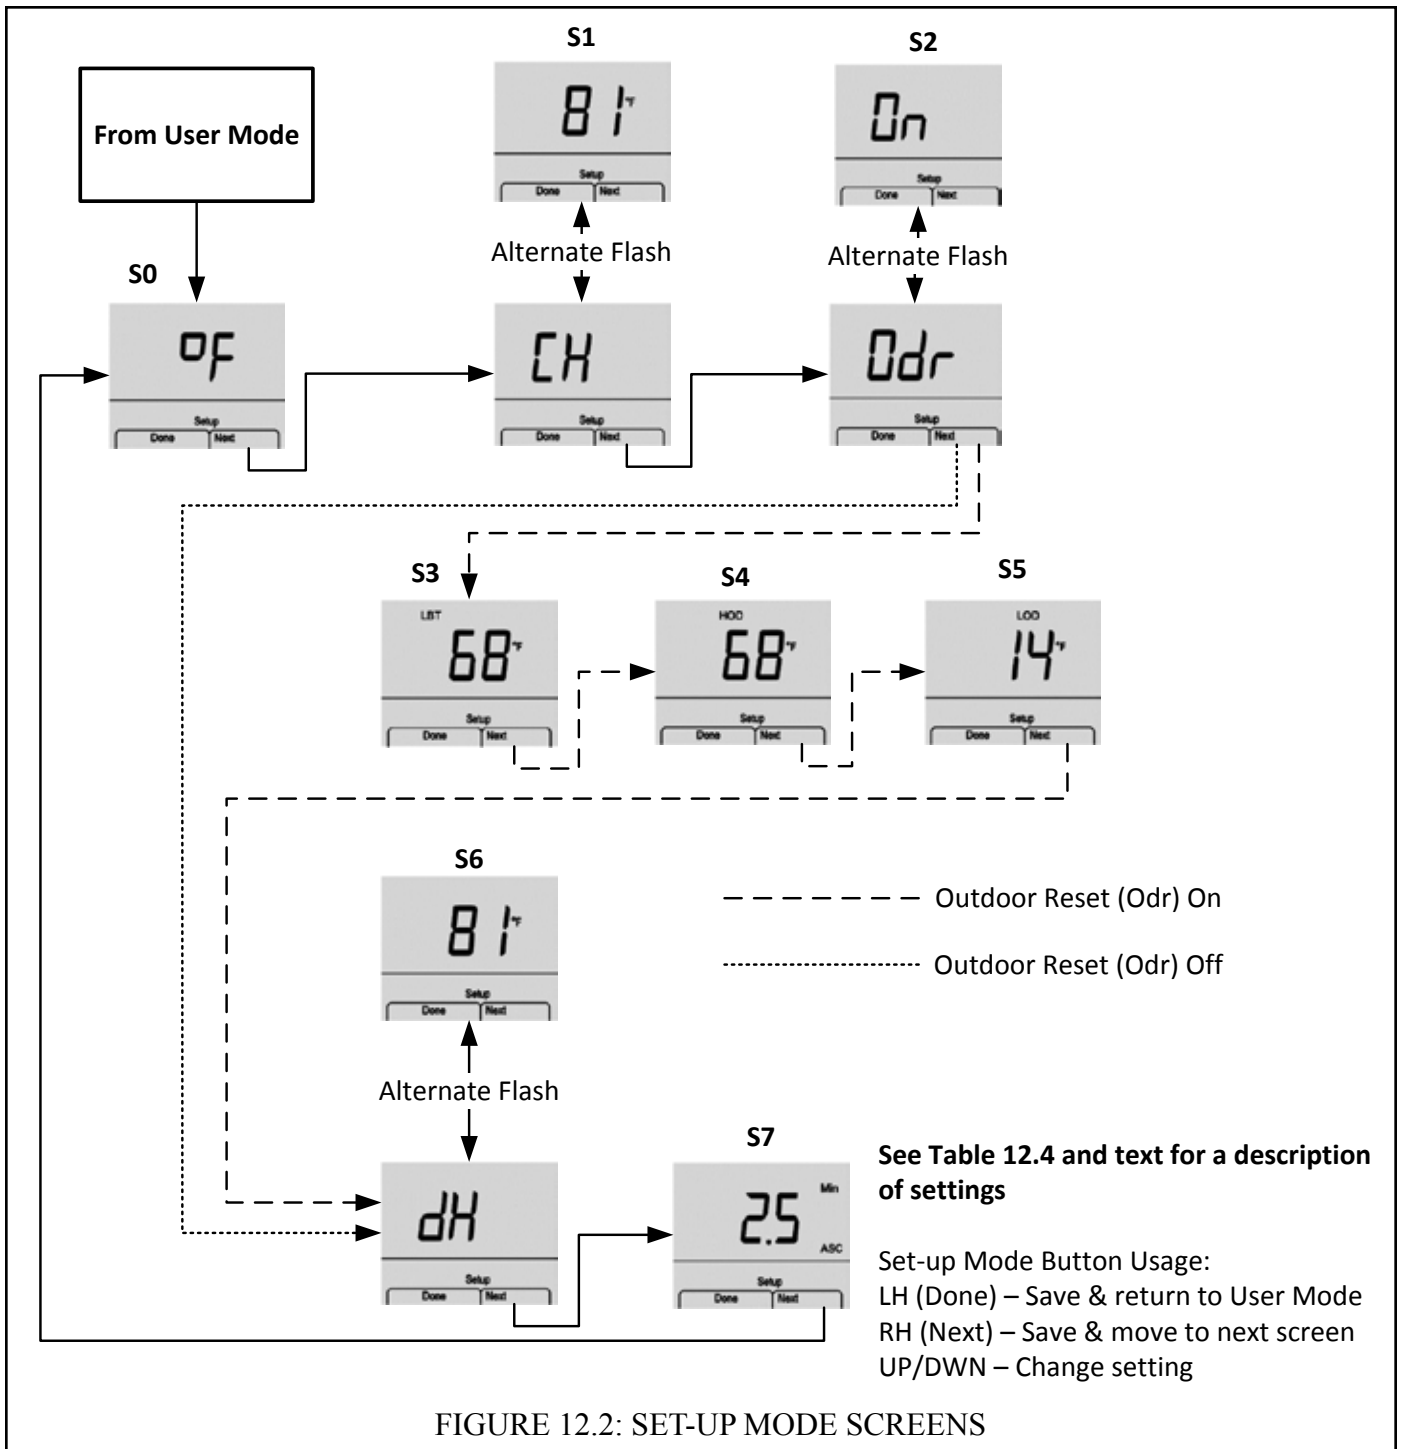 S1
S2
From User Mode
81°F
Setup
Done Next
On
Setup
Done Next
Alternate Flash
Alternate Flash
S0
°F
Setup
Done Next
CH
Setup
Done Next
Odr
Setup
Done Next
S3
S4
S5
LBT
68°F
Setup
Done Next
HOD
68°F
Setup
Done Next
LOD
14°F
Setup
Done Next
S6
81°F
Setup
Done Next
Outdoor Reset (Odr) On
Outdoor Reset (Odr) Off
Alternate Flash
S7
dH
Setup
Done Next
2.5 Min
ASC
Setup
Done Next
See Table 12.4 and text for a description
of settings
Set-up Mode Button Usage:
LH (Done) – Save & return to User Mode
RH (Next) – Save & move to next screen
UP/DWN – Change setting
FIGURE 12.2: SET-UP MODE SCREENS